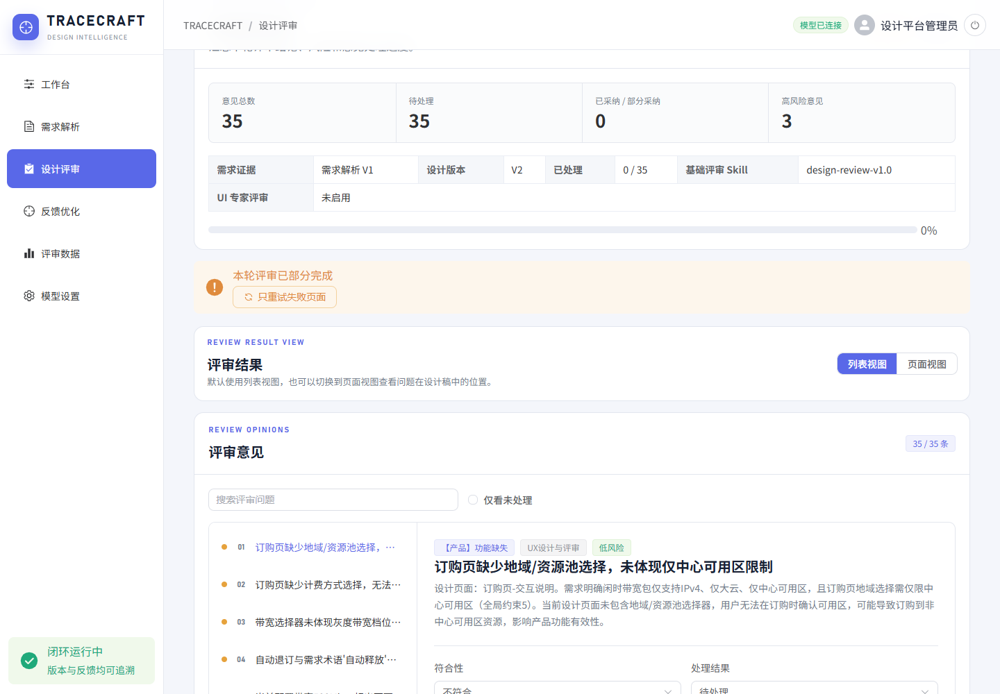 TRACECRAFT
DESIGN INTELLIGENCE
工作台
需求解析
设计评审
反馈优化
评审数据
模型设置
闭环运行中
版本与反馈均可追溯
TRACECRAFT / 设计评审
模型已连接
设计平台管理员
意见总数
35
待处理
35
已采纳 / 部分采纳
0
高风险意见
3
需求证据 需求解析 V1 设计版本 V2 已处理 0 / 35 基础评审 Skill design-review-v1.0
UI 专家评审 未启用
0%
本轮评审已部分完成
只重试失败页面
REVIEW RESULT VIEW
评审结果
默认使用列表视图，也可以切换到页面视图查看问题在设计稿中的位置。
列表视图 页面视图
REVIEW OPINIONS
评审意见
35 / 35 条
搜索评审问题
仅看未处理
01 订购页缺少地域/资源池选择，…
02 订购页缺少计费方式选择，无法…
03 带宽选择器未体现灰度带宽档位…
04 自动退订与需求术语'自动释放'…
【产品】功能缺失 UX设计与评审 低风险
订购页缺少地域/资源池选择，未体现仅中心可用区限制
设计页面：订购页-交互说明。需求明确闲时带宽包仅支持IPv4、仅大云、仅中心可用区，且订购页地域选择需仅限中
心可用区（全局约束5）。当前设计页面未包含地域/资源池选择器，用户无法在订购时确认可用区，可能导致订购到非
中心可用区资源，影响产品功能有效性。
符合性
处理结果
不符合
待处理